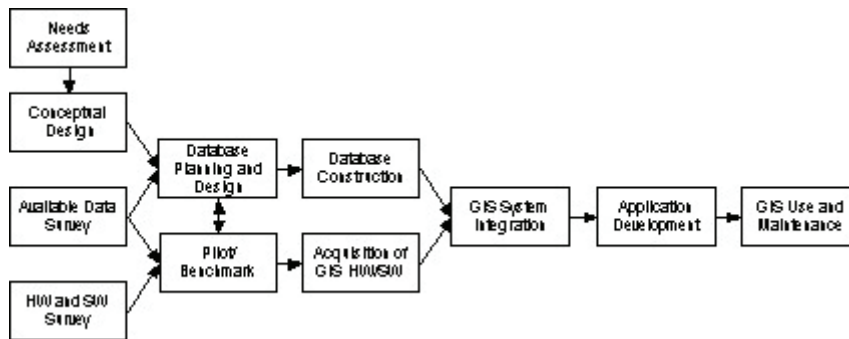 Needs
Assessment
Conceptual
Design
Available Data
Survey
HW and SW
Survey
Database
Planning and
Design
Pilot/
Benchmark
Database
Construction
Acquisition of
GIS HW/SW
GIS System
Integration
Application
Development
GIS Use and
Maintenance